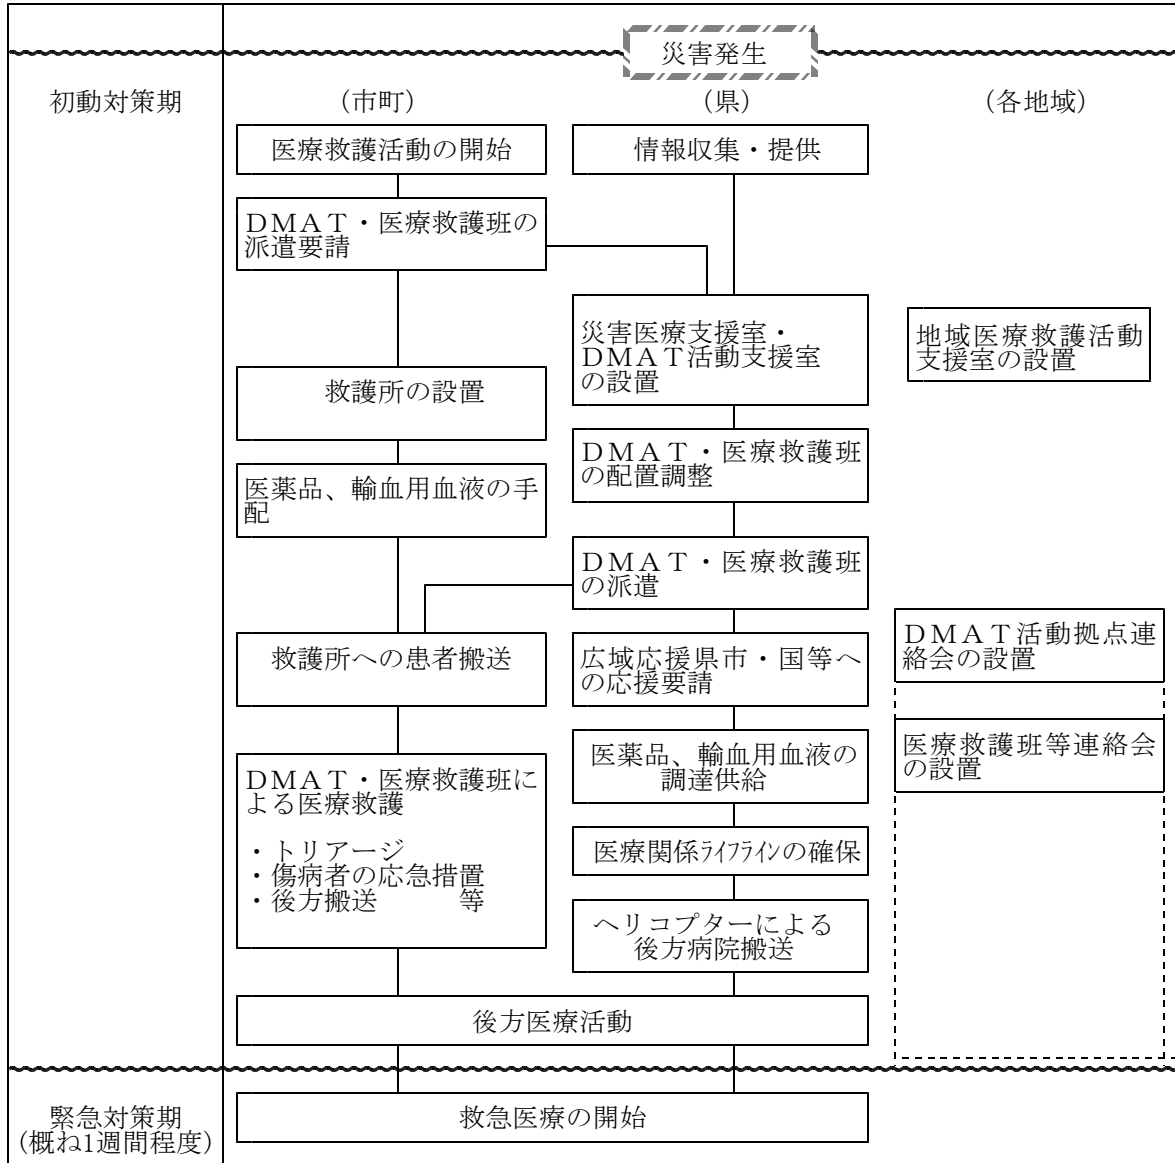 災害発生
初動対策期
（市町）
（県）
（各地域）
医療救護活動の開始
情報収集・提供
ＤＭＡＴ・医療救護班の
派遣要請
災害医療支援室・
DMAT活動支援室
の設置
地域医療救護活動
支援室の設置
救護所の設置
ＤＭＡＴ・医療救護班
の配置調整
医薬品、輸血用血液の手
配
ＤＭＡＴ・医療救護班
の派遣
ＤＭＡＴ活動拠点連
絡会の設置
救護所への患者搬送
広域応援県市・国等へ
の応援要請
医療救護班等連絡会
の設置
医薬品、輸血用血液の
調達供給
ＤＭＡＴ・医療救護班に
よる医療救護
・トリアージ
・傷病者の応急措置
・後方搬送　　　等
医療関係ﾗｲﾌﾗｲﾝの確保
ヘリコプターによる
後方病院搬送
後方医療活動
緊急対策期
(概ね1週間程度)
救急医療の開始